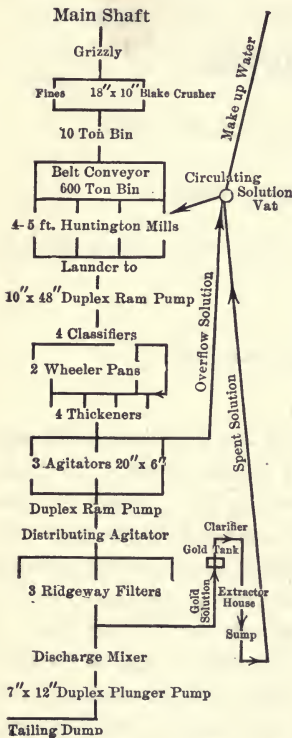 Main Shaft
Grizzly
Fines 18"x 10" Blake Crusher
10 Ton Bin
Belt Conveyor
600 Ton Bin
4-5 ft. Huntington Mills
Launder to
10"x 48" Duplex Ram Pump
4 Classifiers
2 Wheeler Pans
4 Thickeners
3 Agitators 20"x 6"
Duplex Ram Pump
Distributing Agitator
3 Ridgeway Filters
Discharge Mixer
7"x 12" Duplex Plunger Pump
Tailing Dump
Make up Water
Circulating
Solution
Vat
Overflow Solution
Spent Solution
Clarifier
Gold Tank
Gold
Solution
Extractor
House
Sump